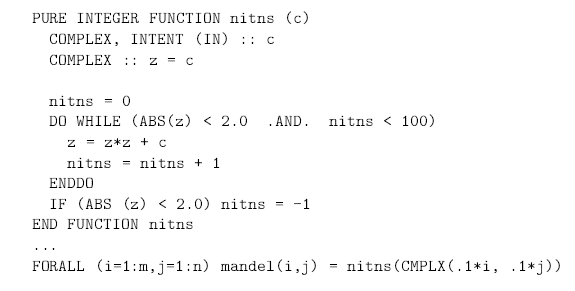 PURE INTEGER FUNCTION nitns (c)
  COMPLEX, INTENT (IN) :: c
  COMPLEX :: z = c

  nitns = 0
  DO WHILE (ABS(z) < 2.0  .AND.  nitns < 100)
    z = z*z + c
    nitns = nitns + 1
  ENDDO
  IF (ABS (z) < 2.0) nitns = -1
END FUNCTION nitns
...
FORALL (i=1:m,j=1:n) mandel(i,j) = nitns(CMPLX(.1*i, .1*j))